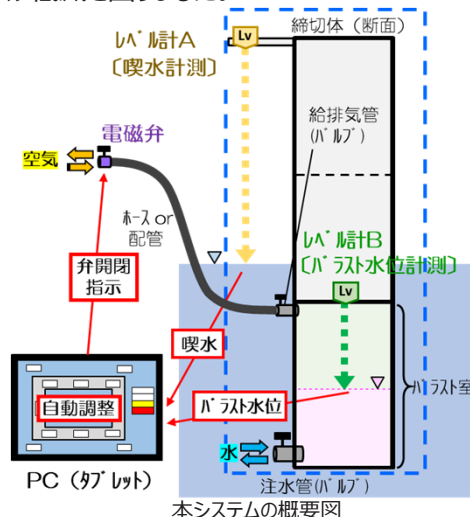 レベル計A
〔喫水計測〕
Lv
締切体（断面）
電磁弁
空気
給排気管
(バルブ)
ホース or
配管
レベル計B
〔バラスト水位計測〕
Lv
弁開閉
指示
喫水
自動調整
バラスト水位
バラスト室
水
PC（タブレット）
注水管(バルブ)
本システムの概要図